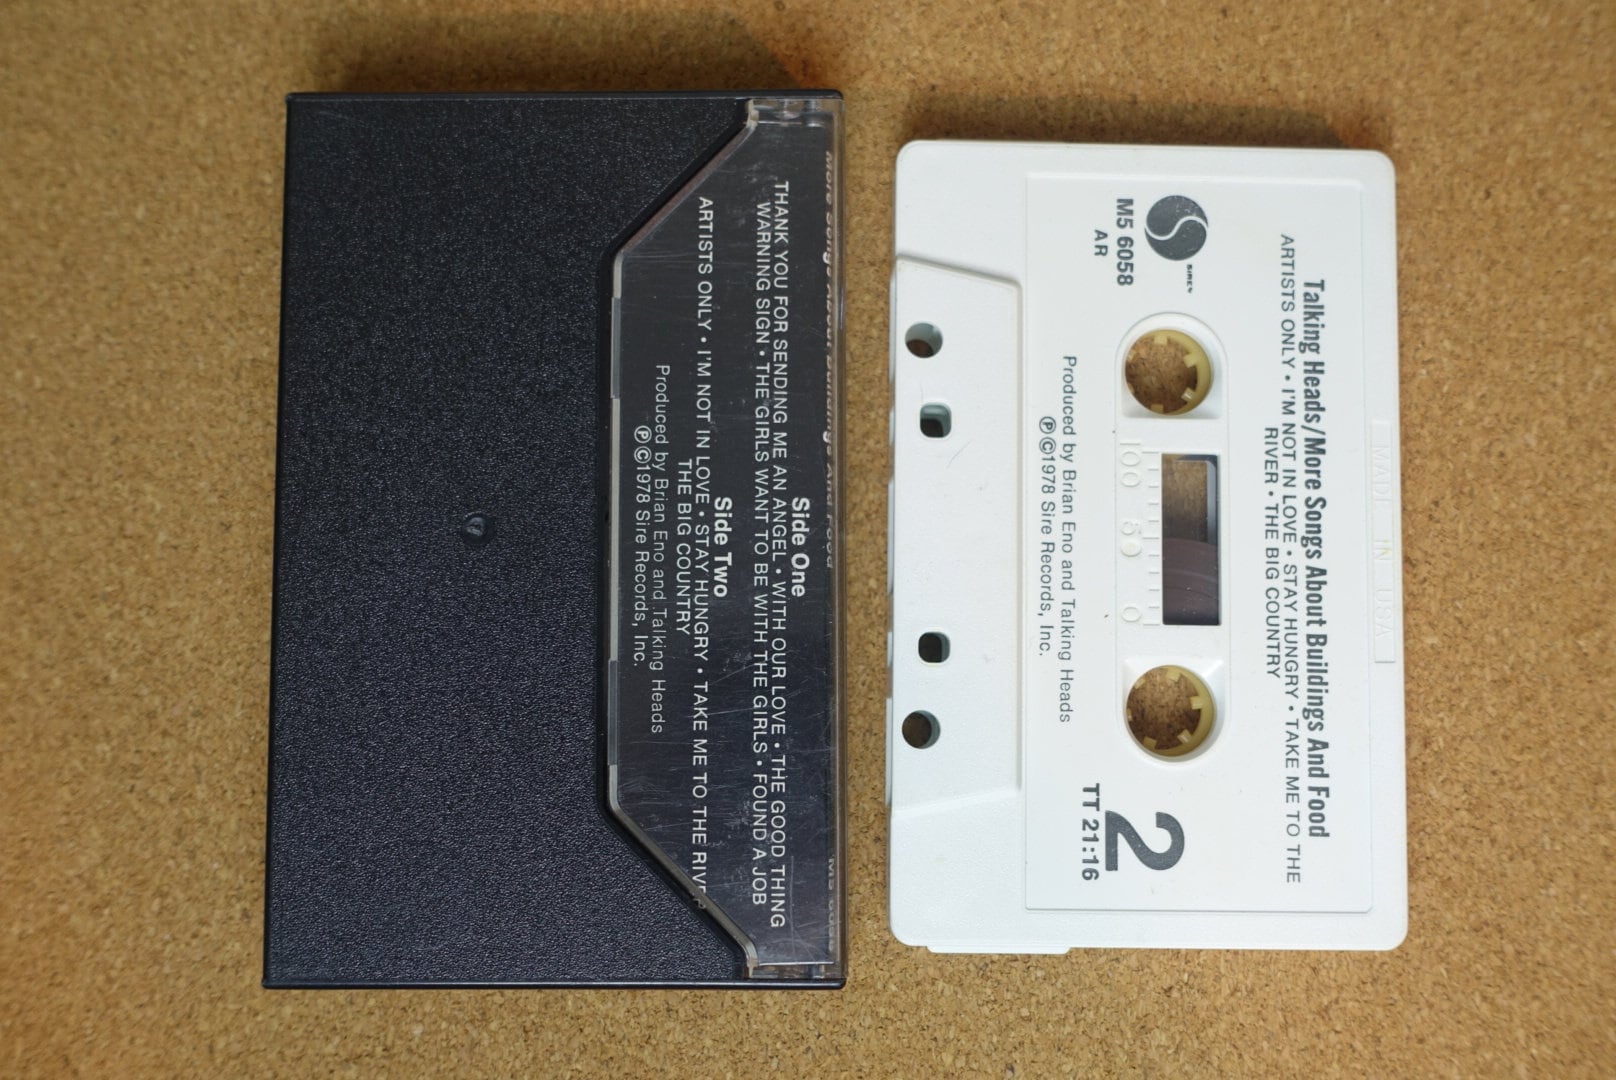 More Songs About Buildings And Food
Side One
THANK YOU FOR SENDING ME AN ANGEL • WITH OUR LOVE • THE GOOD THING
WARNING SIGN • THE GIRLS WANT TO BE WITH THE GIRLS • FOUND A JOB
Side Two
ARTISTS ONLY • I'M NOT IN LOVE • STAY HUNGRY • TAKE ME TO THE RIVER
THE BIG COUNTRY
Produced by Brian Eno and Talking Heads
℗©1978 Sire Records, Inc.
MADE IN USA
Talking Heads/More Songs About Buildings And Food
ARTISTS ONLY • I'M NOT IN LOVE • STAY HUNGRY • TAKE ME TO THE
RIVER • THE BIG COUNTRY
SIRE
M5 6058
AR
100 50 0
2
TT 21:16
Produced by Brian Eno and Talking Heads
℗©1978 Sire Records, Inc.